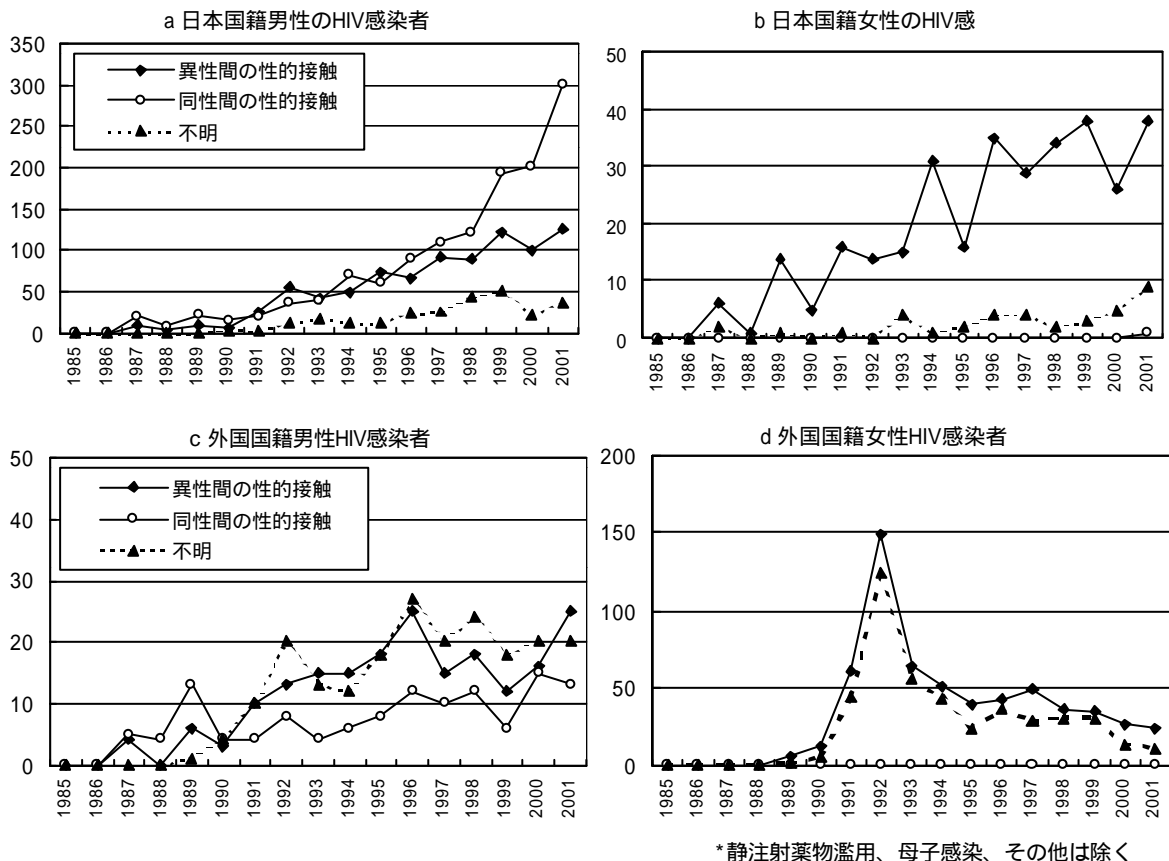 a 日本国籍男性のHIV感染者
350
300
250
200
150
100
50
0
異性間の性的接触
同性間の性的接触
不明
1985 1986 1987 1988 1989 1990 1991 1992 1993 1994 1995 1996 1997 1998 1999 2000 2001
b 日本国籍女性のHIV感
50
40
30
20
10
0
1985 1986 1987 1988 1989 1990 1991 1992 1993 1994 1995 1996 1997 1998 1999 2000 2001
c 外国国籍男性HIV感染者
50
40
30
20
10
0
異性間の性的接触
同性間の性的接触
不明
1985 1986 1987 1988 1989 1990 1991 1992 1993 1994 1995 1996 1997 1998 1999 2000 2001
d 外国国籍女性HIV感染者
200
150
100
50
0
1985 1986 1987 1988 1989 1990 1991 1992 1993 1994 1995 1996 1997 1998 1999 2000 2001
*静注射薬物濫用、母子感染、その他は除く